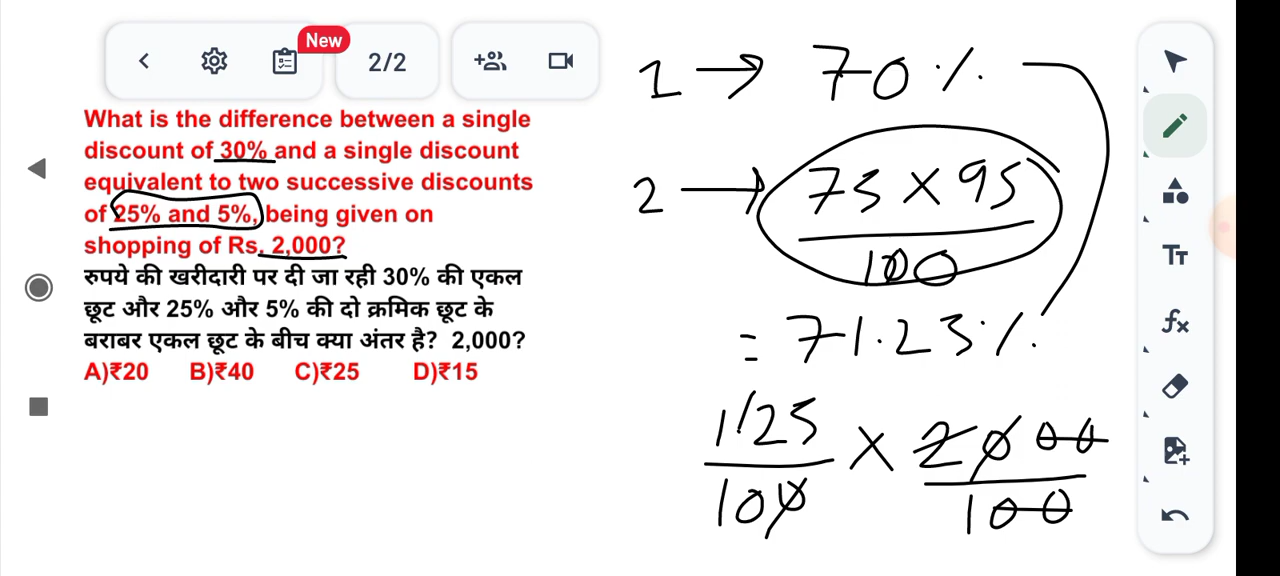 New
2/2
What is the difference between a single
discount of 30% and a single discount
equivalent to two successive discounts
of 25% and 5%, being given on
shopping of Rs. 2,000?
रुपये की खरीदारी पर दी जा रही 30% की एकल
छूट और 25% और 5% की दो क्रमिक छूट के
बराबर एकल छूट के बीच क्या अंतर है? 2,000?
A)₹20 B)₹40 C)₹25 D)₹15
1 → 70%
2 → 75 × 95
100
= 71.25%
1125 × 2000
100 100
Tт
fx